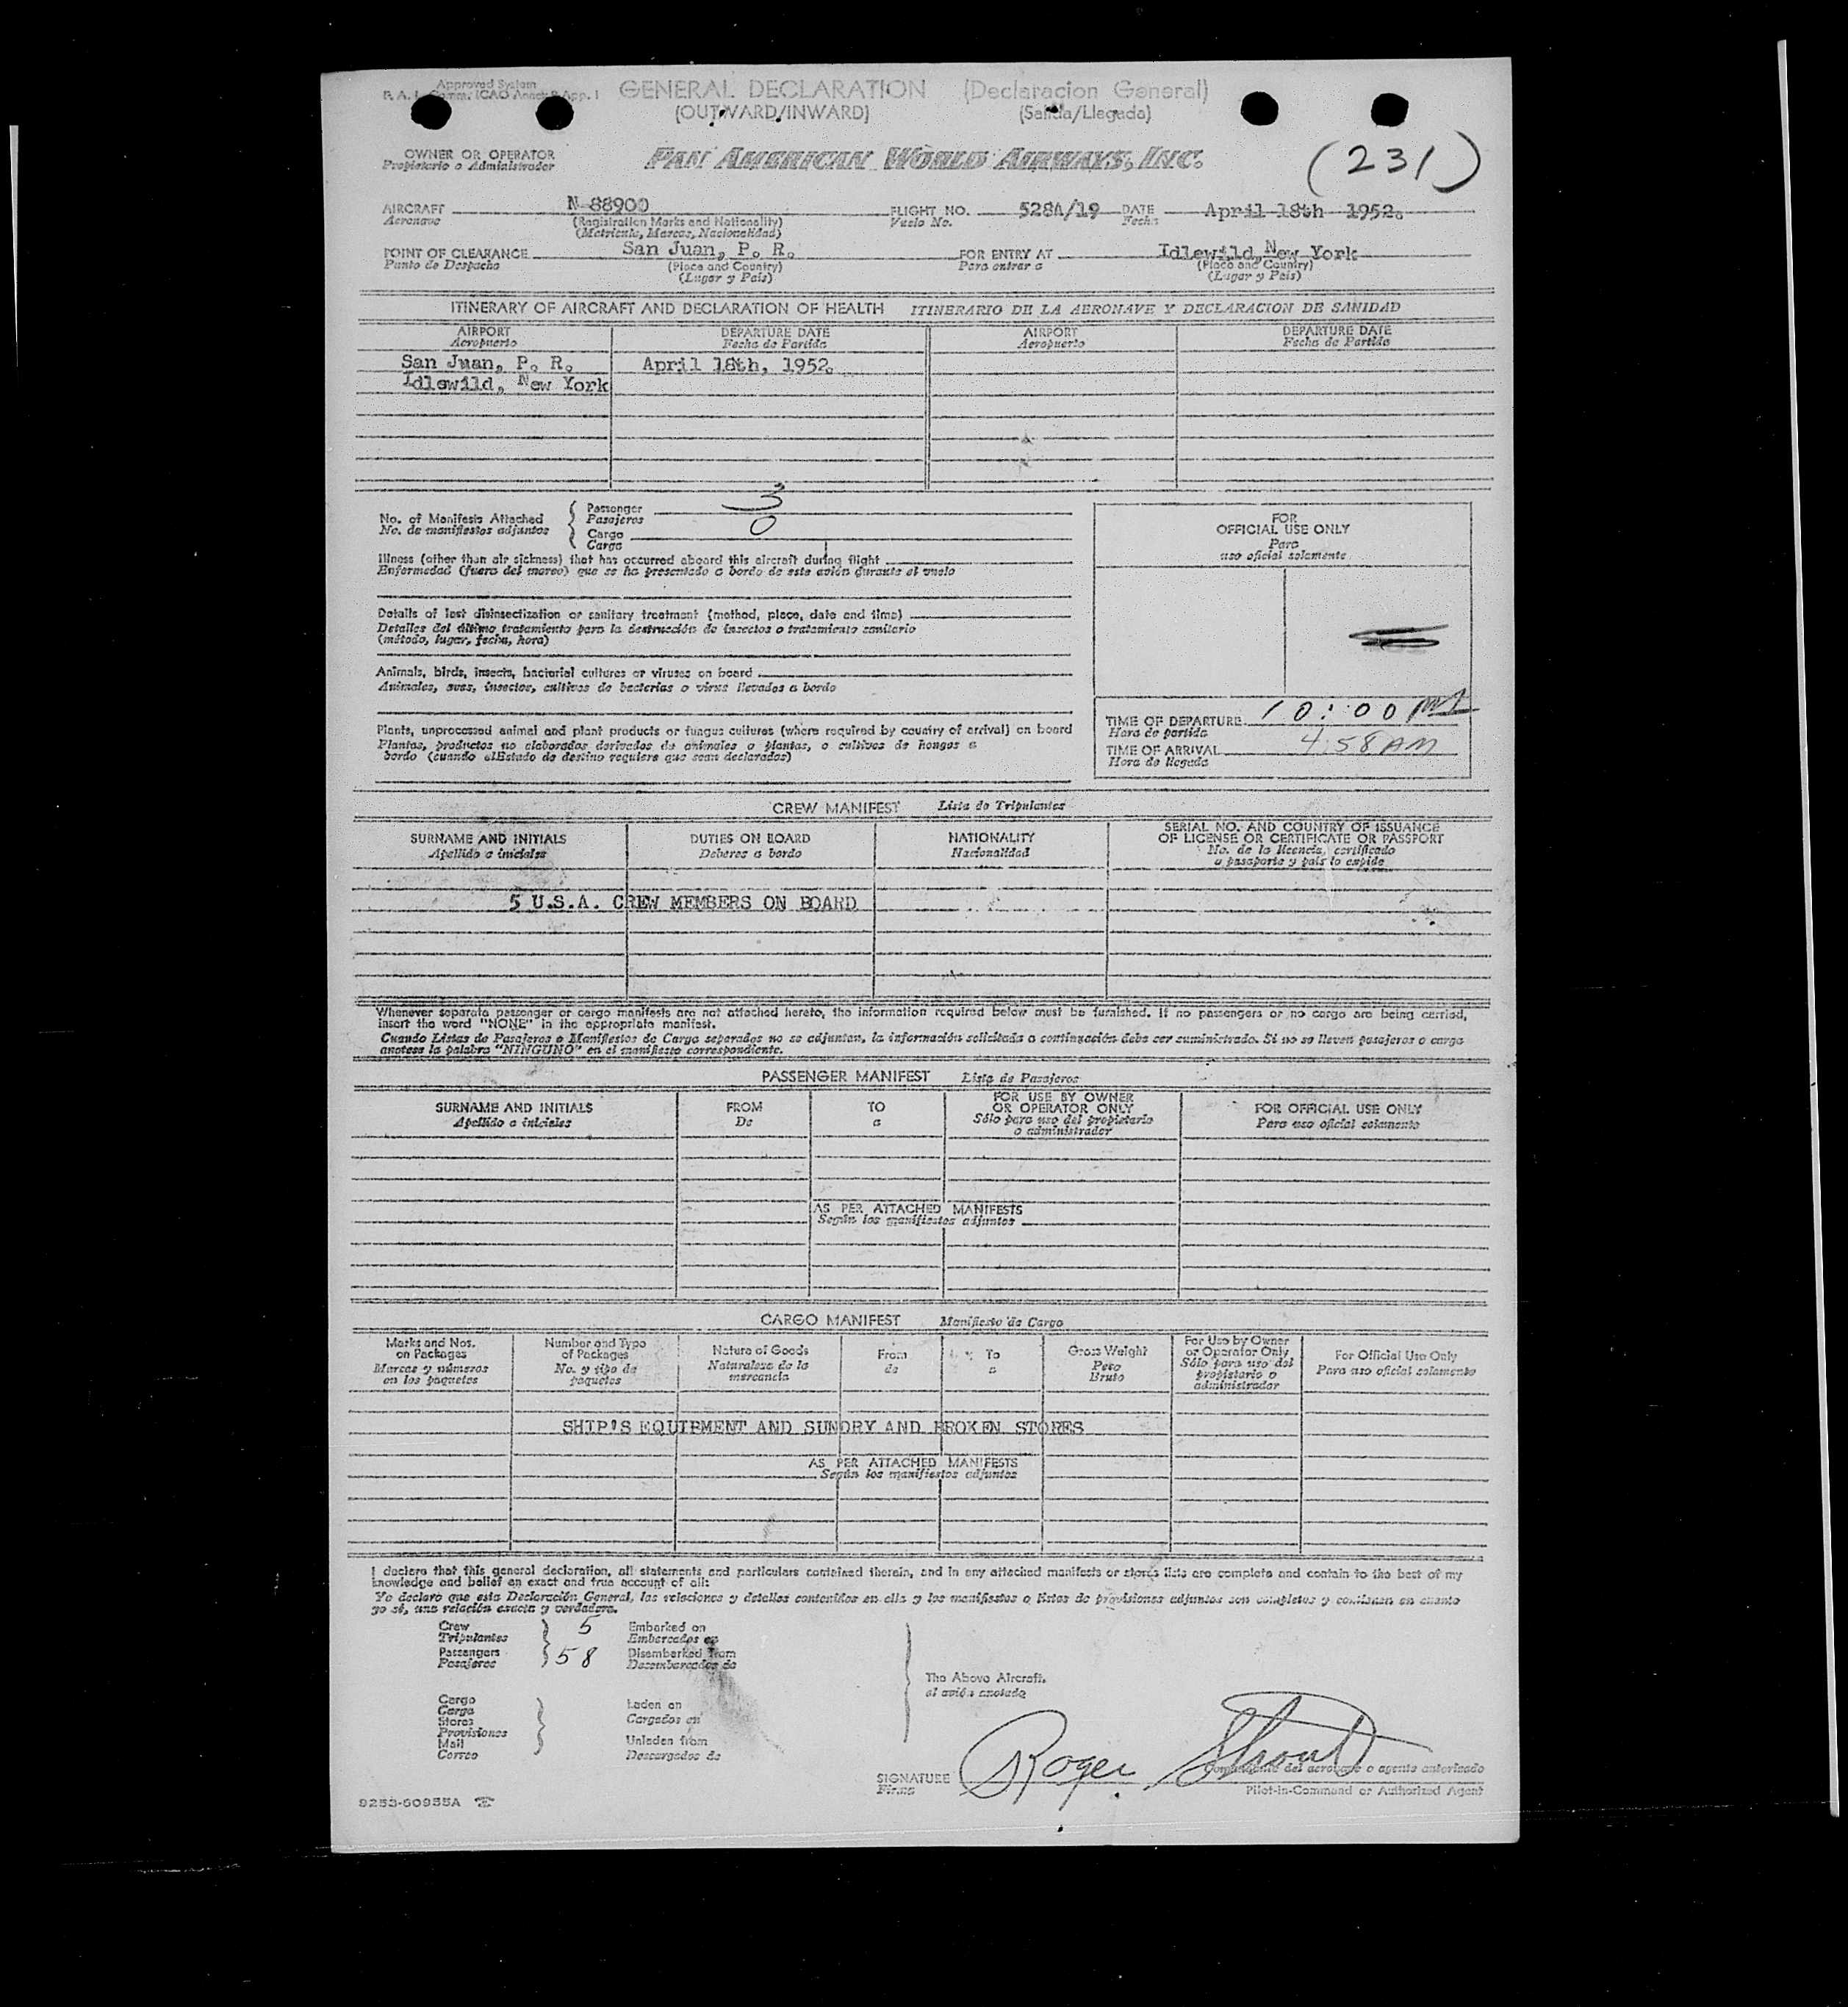 Approved System
P. A. I. Comm. ICAO Annex 9 App. 1
GENERAL DECLARATION (Declaracion General)
(OUTWARD/INWARD) (Salida/Llegada)
OWNER OR OPERATOR
Propietario o Administrador
PAN AMERICAN WORLD AIRWAYS, INC.
(231)
AIRCRAFT N-88900 FLIGHT NO. 528A/19 DATE April 18th 1952.
Aeronave (Registration Marks and Nationality) Vuelo No. Fecha
(Matricula, Marcas, Nacionalidad)
POINT OF CLEARANCE San Juan, P. R. FOR ENTRY AT Idlewild, New York
Punto de Despacho (Place and Country) Para entrar a (Place and Country)
(Lugar y Pais) (Lugar y Pais)
ITINERARY OF AIRCRAFT AND DECLARATION OF HEALTH ITINERARIO DE LA AERONAVE Y DECLARACION DE SANIDAD
AIRPORT DEPARTURE DATE AIRPORT DEPARTURE DATE
Aeropuerto Fecha de Partida Aeropuerto Fecha de Partida
San Juan, P. R. April 18th, 1952.
Idlewild, New York
No. of Manifests Attached
No. de manifiestos adjuntos
Passenger 3
Pasajeros
Cargo 0
Carga
Illness (other than air sickness) that has occurred aboard this aircraft during flight
Enfermedad (fuera del mareo) que se ha presentado a bordo de este avión durante el vuelo
Details of last disinsectization or sanitary treatment (method, place, date and time)
Detalles del último tratamiento para la destrucción de insectos o tratamiento sanitario
(método, lugar, fecha, hora)
Animals, birds, insects, bacterial cultures or viruses on board
Animales, aves, insectos, cultivos de bacterias o virus llevados a bordo
Plants, unprocessed animal and plant products or fungus cultures (where required by country of arrival) on board
Plantas, productos no elaborados derivados de animales o plantas, o cultivos de hongos a
bordo (cuando elEstado de destino requiera que sean declarados)
FOR
OFFICIAL USE ONLY
Para
uso oficial solamente
TIME OF DEPARTURE 10:00 PM
Hora de partida
TIME OF ARRIVAL 4:58 AM
Hora de llegada
CREW MANIFEST Lista de Tripulantes
SURNAME AND INITIALS DUTIES ON BOARD NATIONALITY SERIAL NO. AND COUNTRY OF ISSUANCE
OF LICENSE OR CERTIFICATE OR PASSPORT
Apellido e iniciales Deberes a bordo Nacionalidad No. de la licencia, certificado
o pasaporte y país lo expide
5 U.S.A. CREW MEMBERS ON BOARD
Whenever separate passenger or cargo manifests are not attached hereto, the information required below must be furnished. If no passengers or no cargo are being carried,
insert the word "NONE" in the appropriate manifest.
Cuando Listas de Pasajeros o Manifiestos de Carga separados no se adjuntan, la información solicitada a continuación debe ser suministrada. Si no se llevan pasajeros o carga
anotese la palabra "NINGUNO" en el manifiesto correspondiente.
PASSENGER MANIFEST Lista de Pasajeros
SURNAME AND INITIALS FROM TO FOR USE BY OWNER
OR OPERATOR ONLY FOR OFFICIAL USE ONLY
Apellido e iniciales De a Sólo para uso del propietario
o administrador Para uso oficial solamente
AS PER ATTACHED MANIFESTS
Según los manifiestos adjuntos
CARGO MANIFEST Manifiesto de Carga
Marks and Nos.
on Packages
Marcas y números
en los paquetes
Number and Type
of Packages
No. y tipo de
paquetes
Nature of Goods
Naturaleza de la
mercancía
From
de
To
a
Gross Weight
Peso
Bruto
For Use by Owner
or Operator Only
Sólo para uso del
propietario o
administrador
For Official Use Only
Para uso oficial solamente
SHIP'S EQUIPMENT AND SUNDRY AND BROKEN STORES
AS PER ATTACHED MANIFESTS
Según los manifiestos adjuntos
I declare that this general declaration, all statements and particulars contained therein, and in any attached manifests or stores lists are complete and contain to the best of my
knowledge and belief an exact and true account of all:
Yo declaro que esta Declaración General, las relaciones y detalles contenidos en ella y los manifiestos o listas de provisiones adjuntos son completos y contienen en cuanto
yo sé, una relación exacta y verdadera.
Crew 5 Embarked on
Tripulantes Embarcados en
Passengers 58 Disembarked from
Pasajeros Desembarcados de
The Above Aircraft.
el avión anotado
Cargo Laden on
Carga Cargados en
Stores
Provisiones
Mail Unladen from
Correo Descargados de
SIGNATURE Roger Strout
Firma
Comandante del aeronave o agente autorizado
Pilot-in-Command or Authorized Agent
9253-60955A